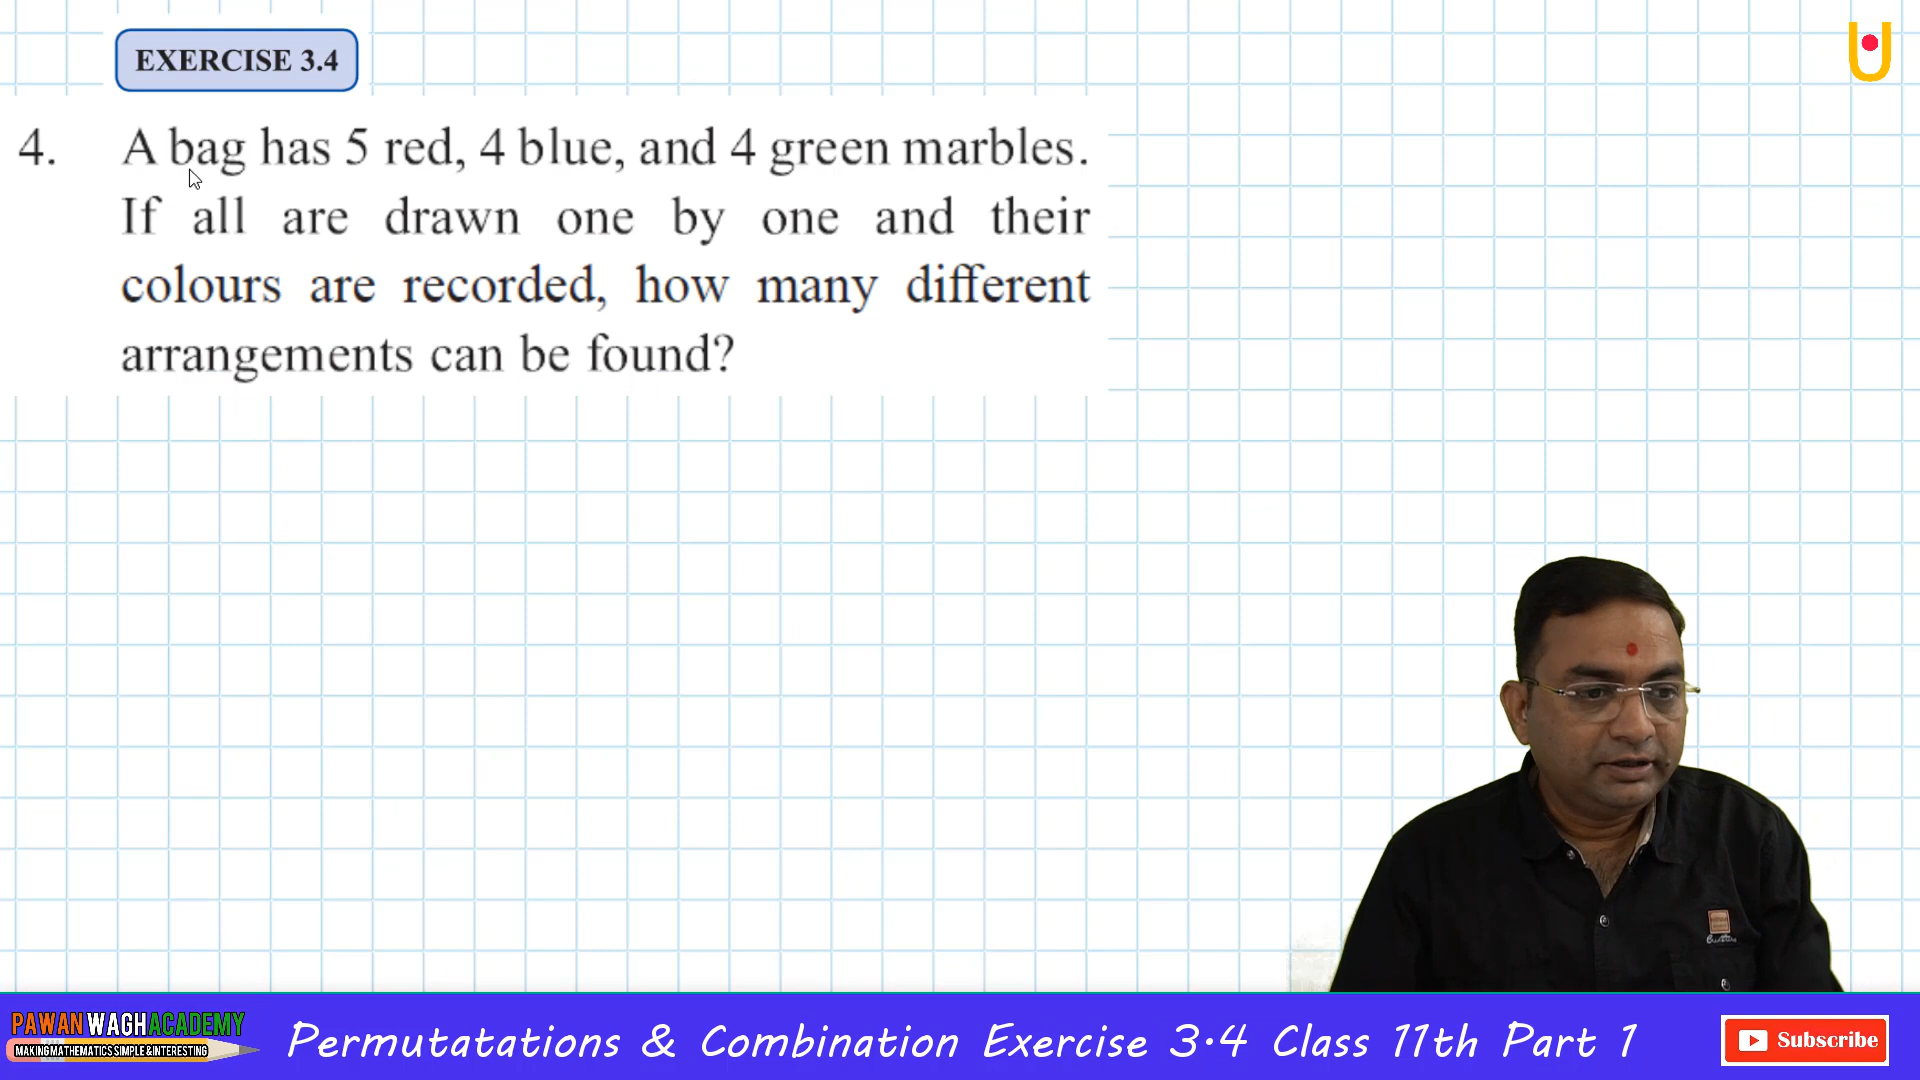 EXERCISE 3.4
4. A bag has 5 red, 4 blue, and 4 green marbles.
If all are drawn one by one and their
colours are recorded, how many different
arrangements can be found?
PAWAN WAGH ACADEMY
MAKING MATHEMATICS SIMPLE & INTERESTING
Permutatations & Combination Exercise 3.4 Class 11th Part 1
Subscribe